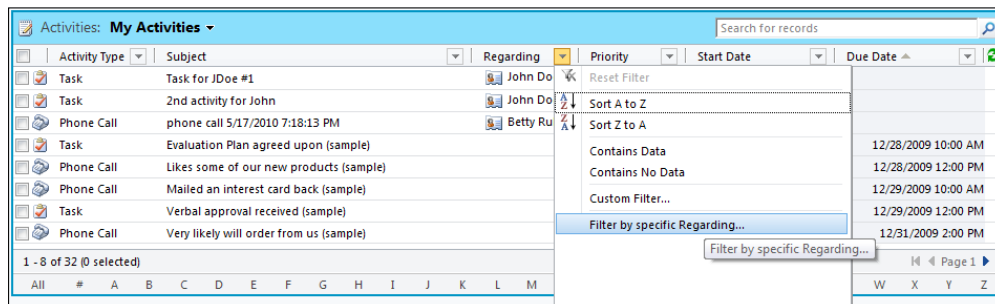 Activities: My Activities
Search for records
Activity Type Subject Regarding Priority Start Date Due Date
Task Task for JDoe #1 John Do
Task 2nd activity for John John Do
Phone Call phone call 5/17/2010 7:18:13 PM Betty Ru
Task Evaluation Plan agreed upon (sample) 12/28/2009 10:00 AM
Phone Call Likes some of our new products (sample) 12/28/2009 12:00 PM
Phone Call Mailed an interest card back (sample) 12/29/2009 10:00 AM
Task Verbal approval received (sample) 12/29/2009 12:00 PM
Phone Call Very likely will order from us (sample) 12/31/2009 2:00 PM
Reset Filter
Sort A to Z
Sort Z to A
Contains Data
Contains No Data
Custom Filter...
Filter by specific Regarding...
Filter by specific Regarding...
1 - 8 of 32 (0 selected) Page 1
All # A B C D E F G H I J K L M W X Y Z